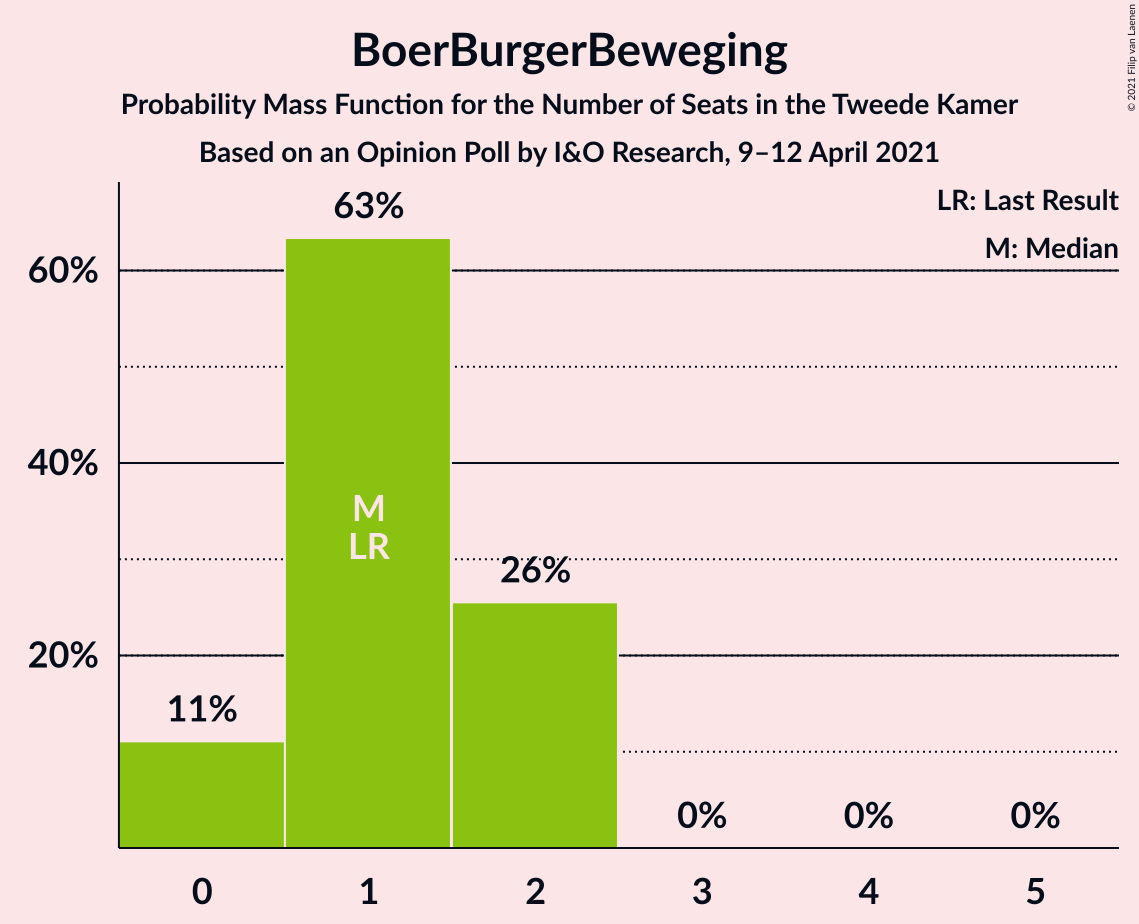 BoerBurgerBeweging
Probability Mass Function for the Number of Seats in the Tweede Kamer
Based on an Opinion Poll by I&O Research, 9–12 April 2021
© 2021 Filip van Laenen
LR: Last Result
M: Median
63%
60%
40%
M
LR
26%
20%
11%
0% 0% 0%
0 1 2 3 4 5